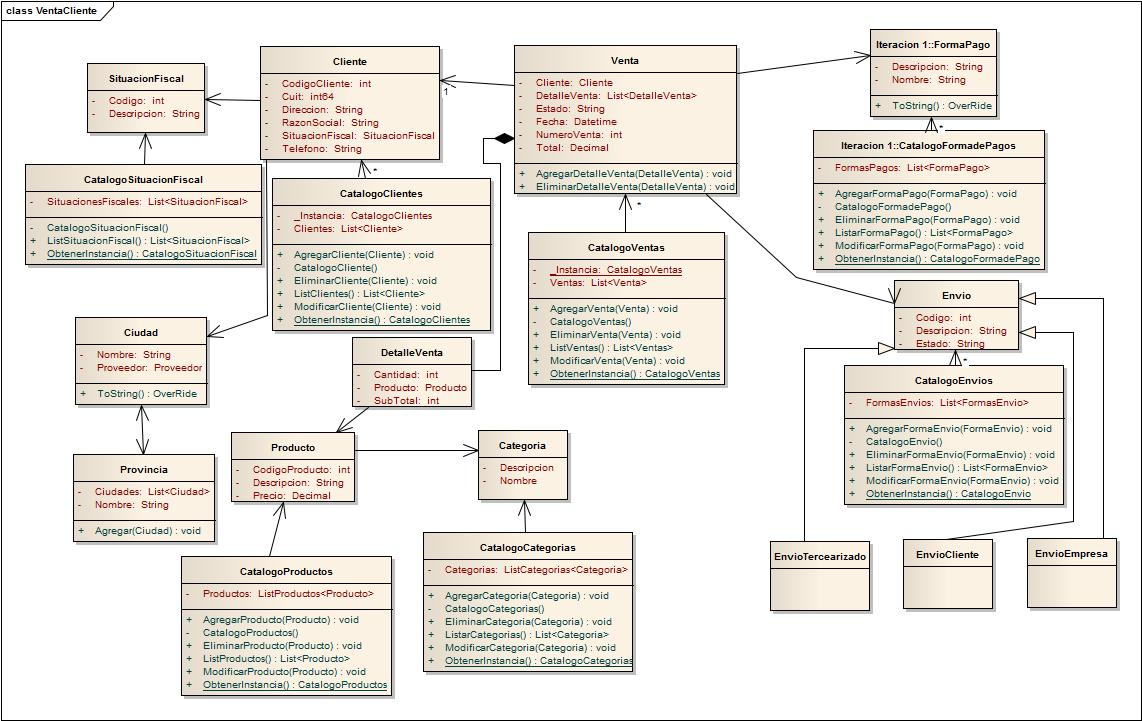 class VentaCliente
SituacionFiscal
- Codigo: int
- Descripcion: String
Cliente
- CodigoCliente: int
- Cuit: int64
- Direccion: String
- RazonSocial: String
- SituacionFiscal: SituacionFiscal
- Telefono: String
1
Venta
- Cliente: Cliente
- DetalleVenta: List<DetalleVenta>
- Estado: String
- Fecha: Datetime
- NumeroVenta: int
- Total: Decimal
+ AgregarDetalleVenta(DetalleVenta) : void
+ EliminarDetalleVenta(DetalleVenta) : void
Iteracion 1::FormaPago
- Descripcion: String
- Nombre: String
+ ToString() : OverRide
*
Iteracion 1::CatalogoFormadePagos
- FormasPagos: List<FormaPago>
+ AgregarFormaPago(FormaPago) : void
- CatalogoFormadePago()
+ EliminarFormaPago(FormaPago) : void
+ ListarFormaPago() : List<FormaPago>
+ ModificarFormaPago(FormaPago) : void
+ ObtenerInstancia() : CatalogoFormadePago
CatalogoSituacionFiscal
- SituacionesFiscales: List<SituacionFiscal>
- CatalogoSituacionFiscal()
+ ListSituacionFiscal() : List<SituacionFiscal>
+ ObtenerInstancia() : CatalogoSituacionFiscal
*
CatalogoClientes
- _Instancia: CatalogoClientes
- Clientes: List<Cliente>
+ AgregarCliente(Cliente) : void
- CatalogoCliente()
+ EliminarCliente(Cliente) : void
+ ListClientes() : List<Cliente>
+ ModificarCliente(Cliente) : void
+ ObtenerInstancia() : CatalogoClientes
*
CatalogoVentas
- _Instancia: CatalogoVentas
- Ventas: List<Venta>
+ AgregarVenta(Venta) : void
- CatalogoVentas()
+ EliminarVenta(Venta) : void
+ ListVentas() : List<Ventas>
+ ModificarVenta(Venta) : void
+ ObtenerInstancia() : CatalogoVentas
Envio
- Codigo: int
- Descripcion: String
- Estado: String
*
CatalogoEnvios
- FormasEnvios: List<FormasEnvio>
+ AgregarFormaEnvio(FormaEnvio) : void
- CatalogoEnvio()
+ EliminarFormaEnvio(FormaEnvio) : void
+ ListarFormaEnvio() : List<FormaEnvio>
+ ModificarFormaEnvio(FormaEnvio) : void
+ ObtenerInstancia() : CatalogoEnvio
Ciudad
- Nombre: String
- Proveedor: Proveedor
+ ToString() : OverRide
DetalleVenta
- Cantidad: int
- Producto: Producto
- SubTotal: int
Provincia
- Ciudades: List<Ciudad>
- Nombre: String
+ Agregar(Ciudad) : void
Producto
- CodigoProducto: int
- Descripcion: String
- Precio: Decimal
Categoria
- Descripcion
- Nombre
CatalogoProductos
- Productos: ListProductos<Producto>
+ AgregarProducto(Producto) : void
- CatalogoProductos()
+ EliminarProducto(Producto) : void
+ ListProductos() : List<Producto>
+ ModificarProducto(Producto) : void
+ ObtenerInstancia() : CatalogoProductos
CatalogoCategorias
- Categorias: ListCategorias<Categoria>
+ AgregarCategoria(Categoria) : void
- CatalogoCategorias()
+ EliminarCategoria(Categoria) : void
+ ListarCategorias() : List<Categoria>
+ ModificarCategoria(Categoria) : void
+ ObtenerInstancia() : CatalogoCategorias
EnvioTercearizado
EnvioCliente
EnvioEmpresa